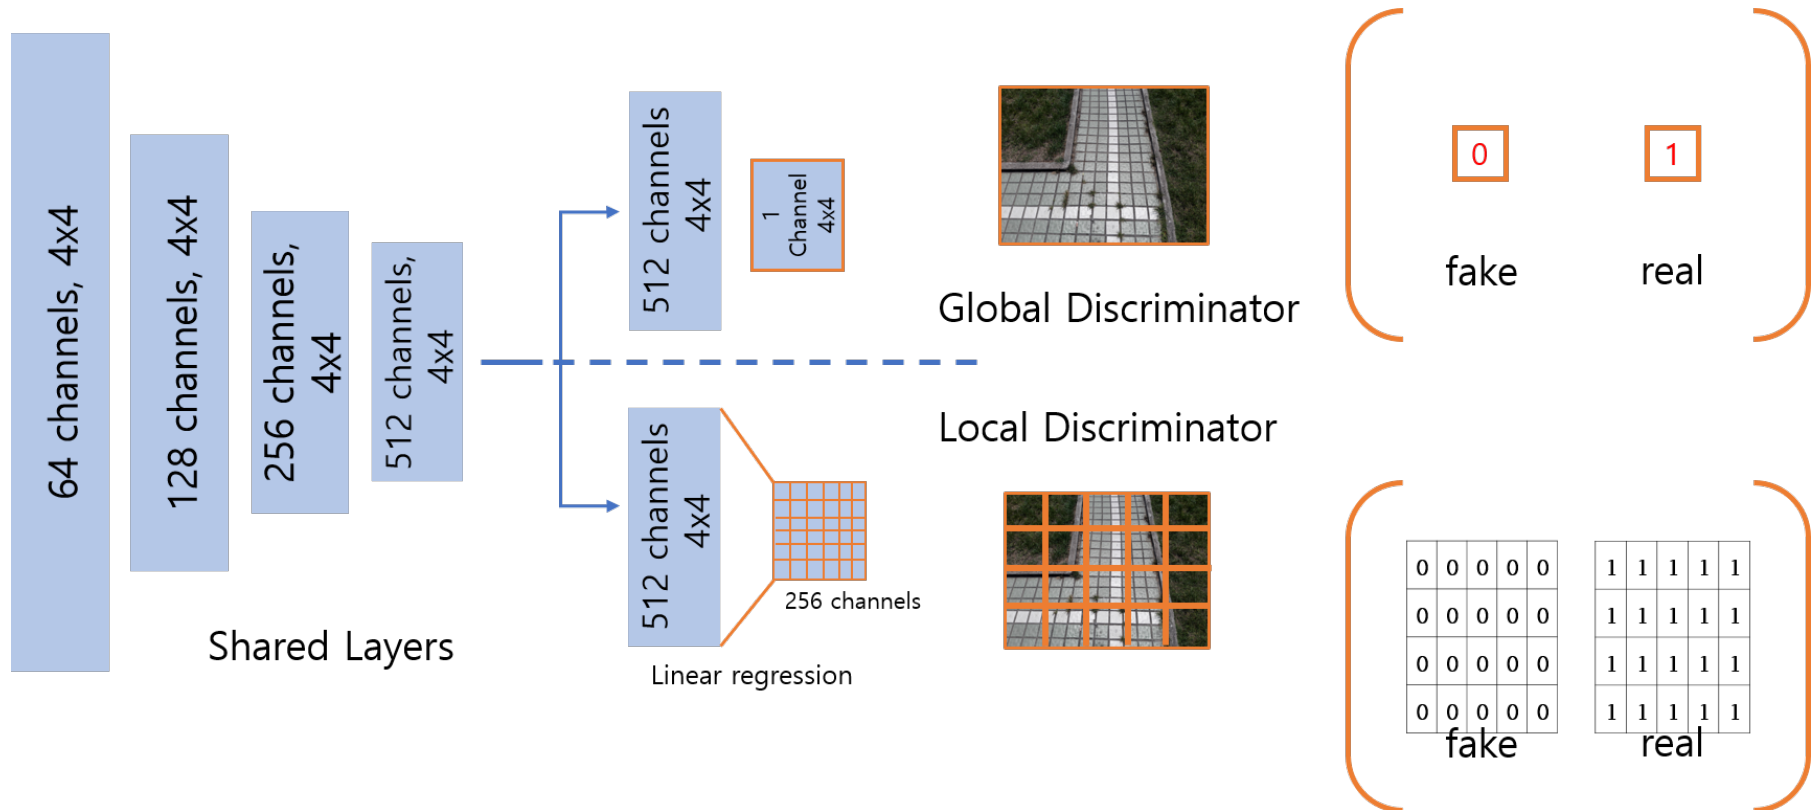 64 channels, 4x4
128 channels, 4x4
256 channels,
4x4
512 channels,
4x4
Shared Layers
512 channels
4x4
1
Channel
4x4
Global Discriminator
0
1
fake
real
512 channels
4x4
256 channels
Linear regression
Local Discriminator
0 0 0 0 0
0 0 0 0 0
0 0 0 0 0
0 0 0 0 0
fake
1 1 1 1 1
1 1 1 1 1
1 1 1 1 1
1 1 1 1 1
real